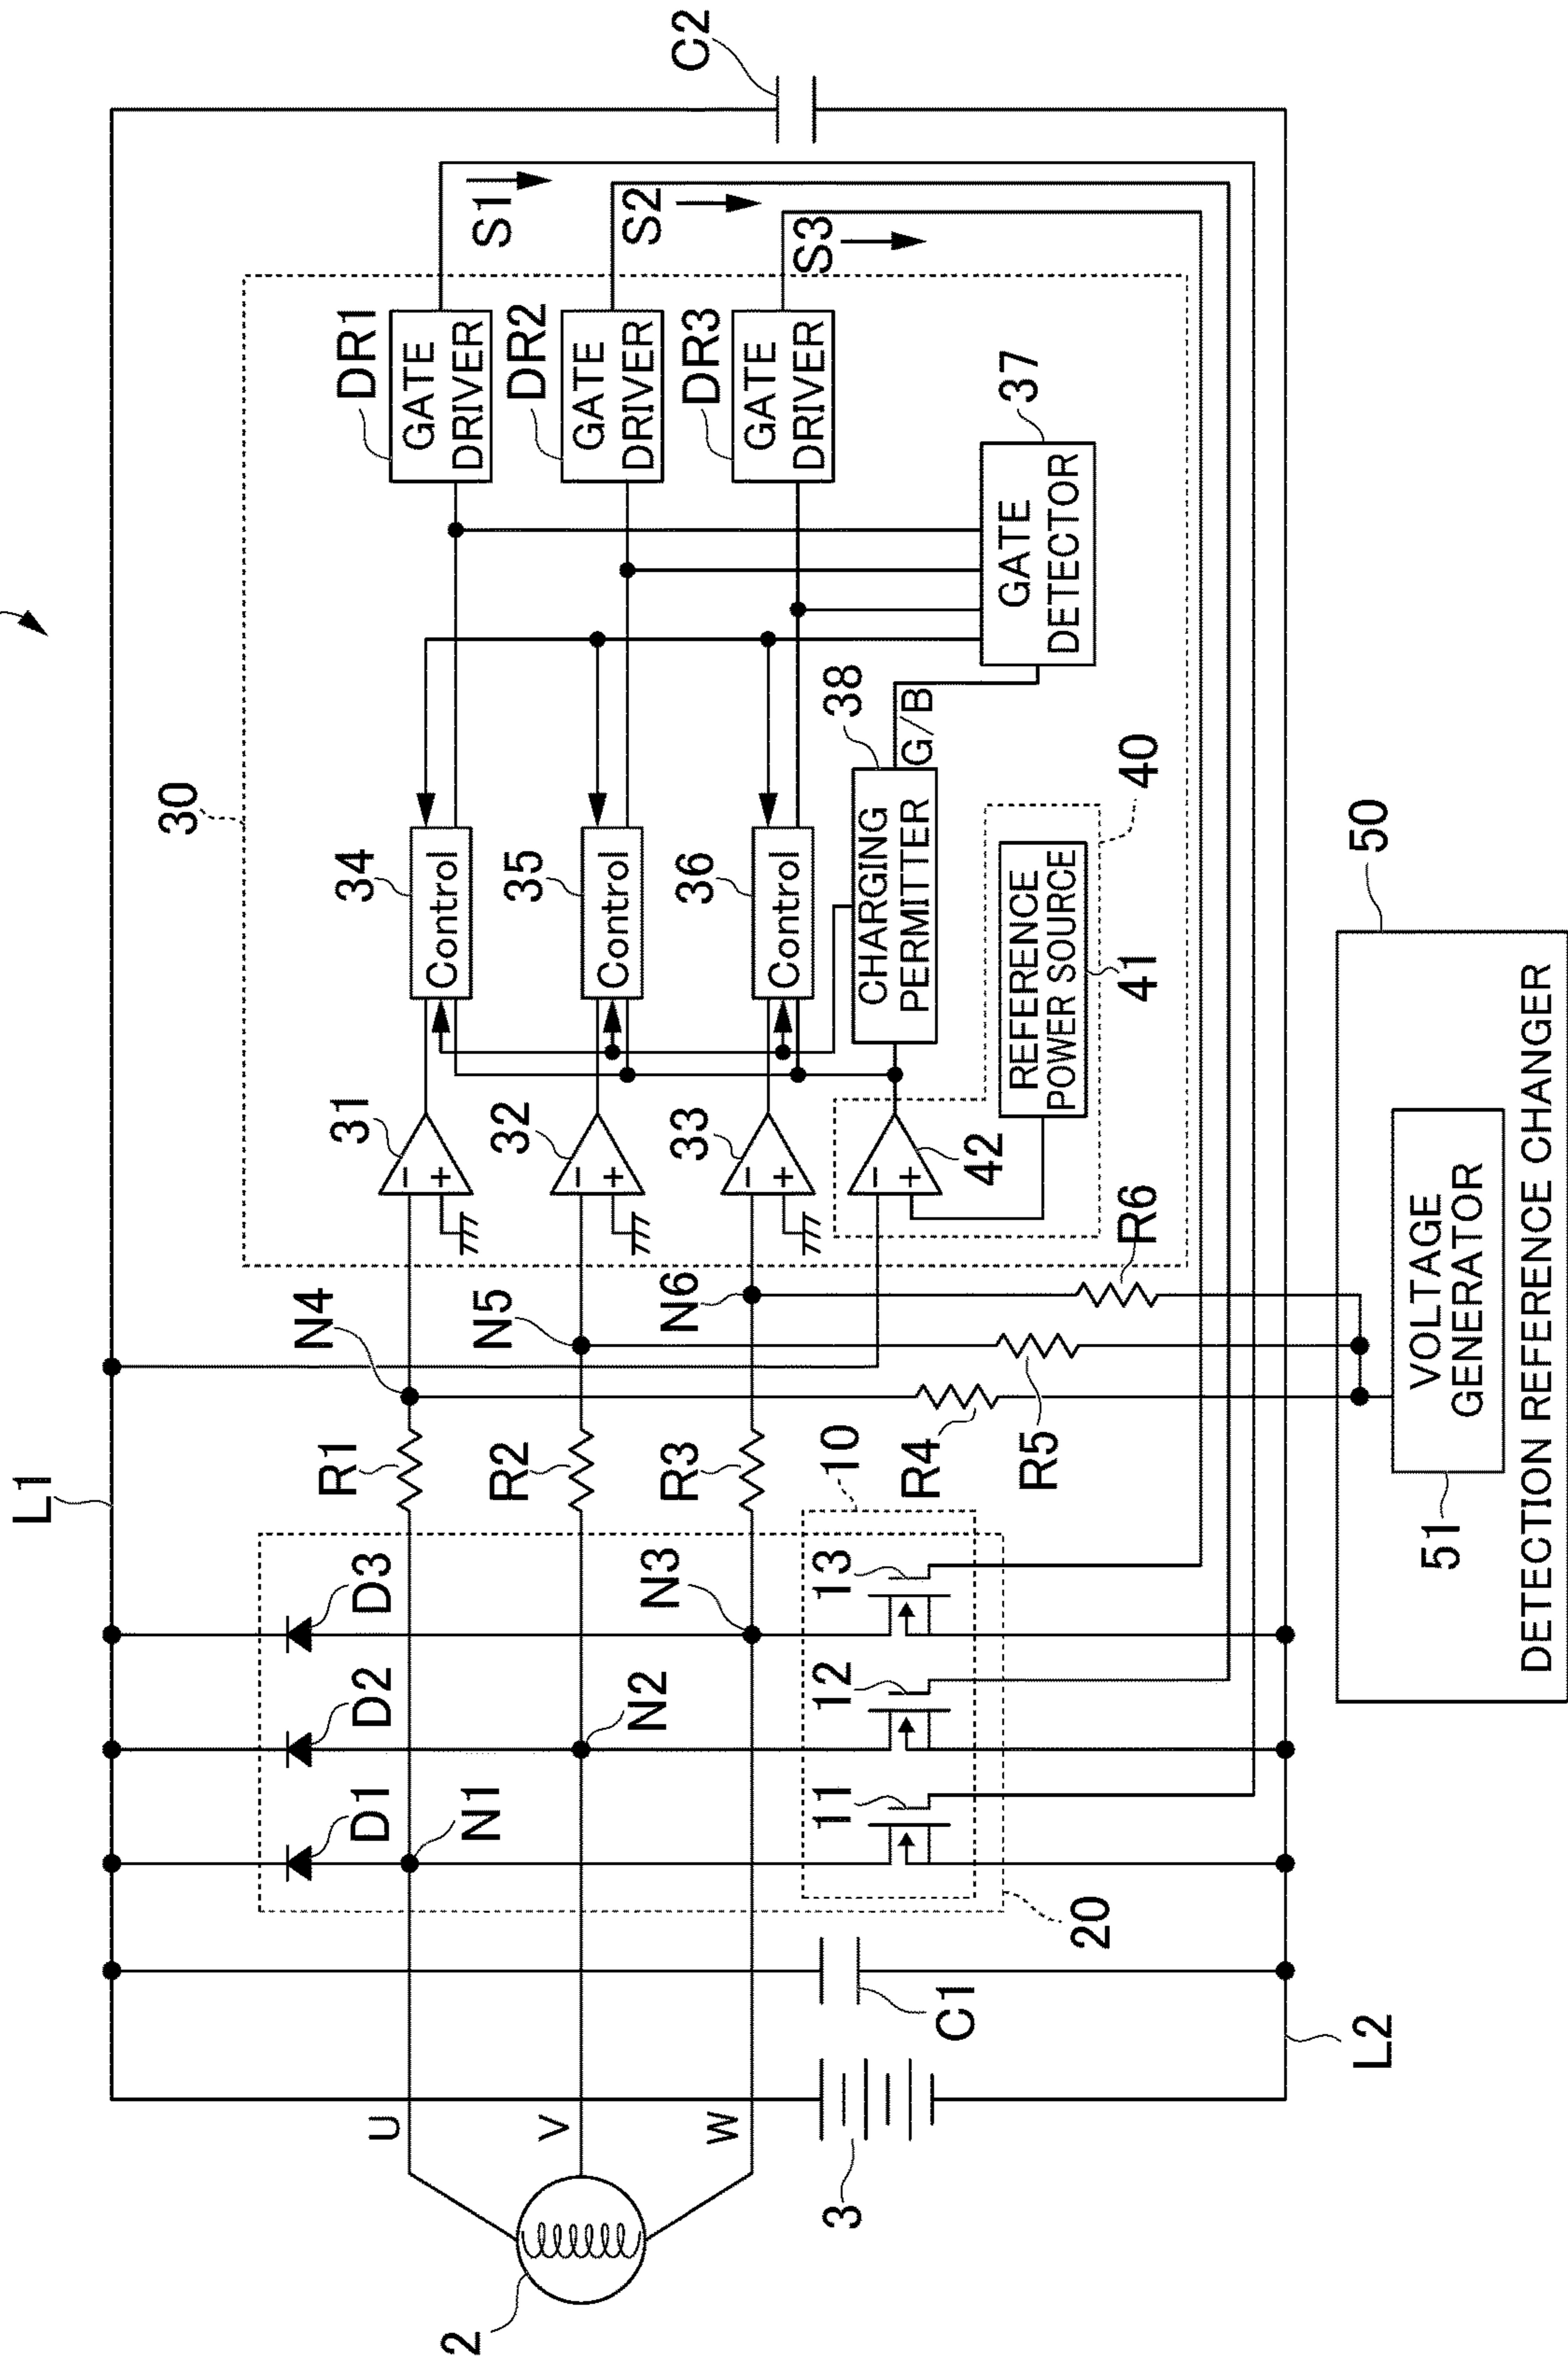 L1
C2
D1
D2
D3
R1
R2
R3
N1
N2
N3
N4
N5
N6
U
V
W
2
3
C1
L2
20
10
11
12
13
R4
R5
R6
30
31
32
33
34
35
36
Control
Control
Control
DR1
GATE
DRIVER
DR2
GATE
DRIVER
DR3
GATE
DRIVER
S1
S2
S3
37
GATE
DETECTOR
38
G/B
CHARGING
PERMITTER
40
REFERENCE
POWER SOURCE
41
42
-
+
-
+
-
+
-
+
50
51
VOLTAGE
GENERATOR
DETECTION REFERENCE CHANGER